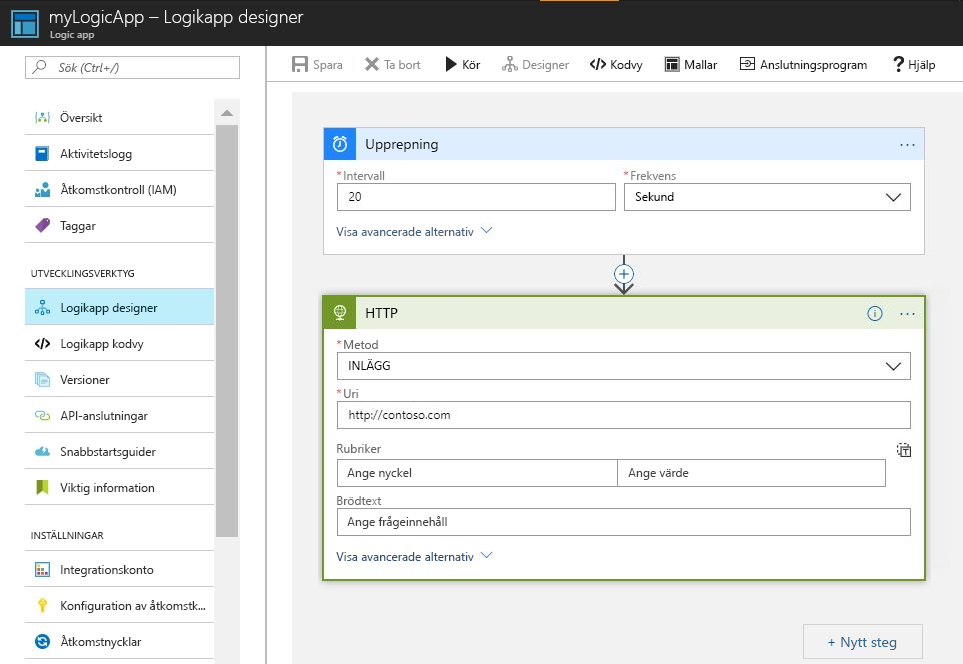 myLogicApp – Logikapp designer
Logic app
Sök (Ctrl+/)
Översikt
Aktivitetslogg
Åtkomstkontroll (IAM)
Taggar
UTVECKLINGSVERKTYG
Logikapp designer
Logikapp kodvy
Versioner
API-anslutningar
Snabbstartsguider
Viktig information
INSTÄLLNINGAR
Integrationskonto
Konfiguration av åtkomstk...
Åtkomstnycklar
Spara Ta bort Kör Designer Kodvy Mallar Anslutningsprogram Hjälp
Upprepning
*Intervall *Frekvens
20 Sekund
Visa avancerade alternativ
HTTP
*Metod
INLÄGG
*Uri
http://contoso.com
Rubriker
Ange nyckel Ange värde
Brödtext
Ange frågeinnehåll
Visa avancerade alternativ
+ Nytt steg